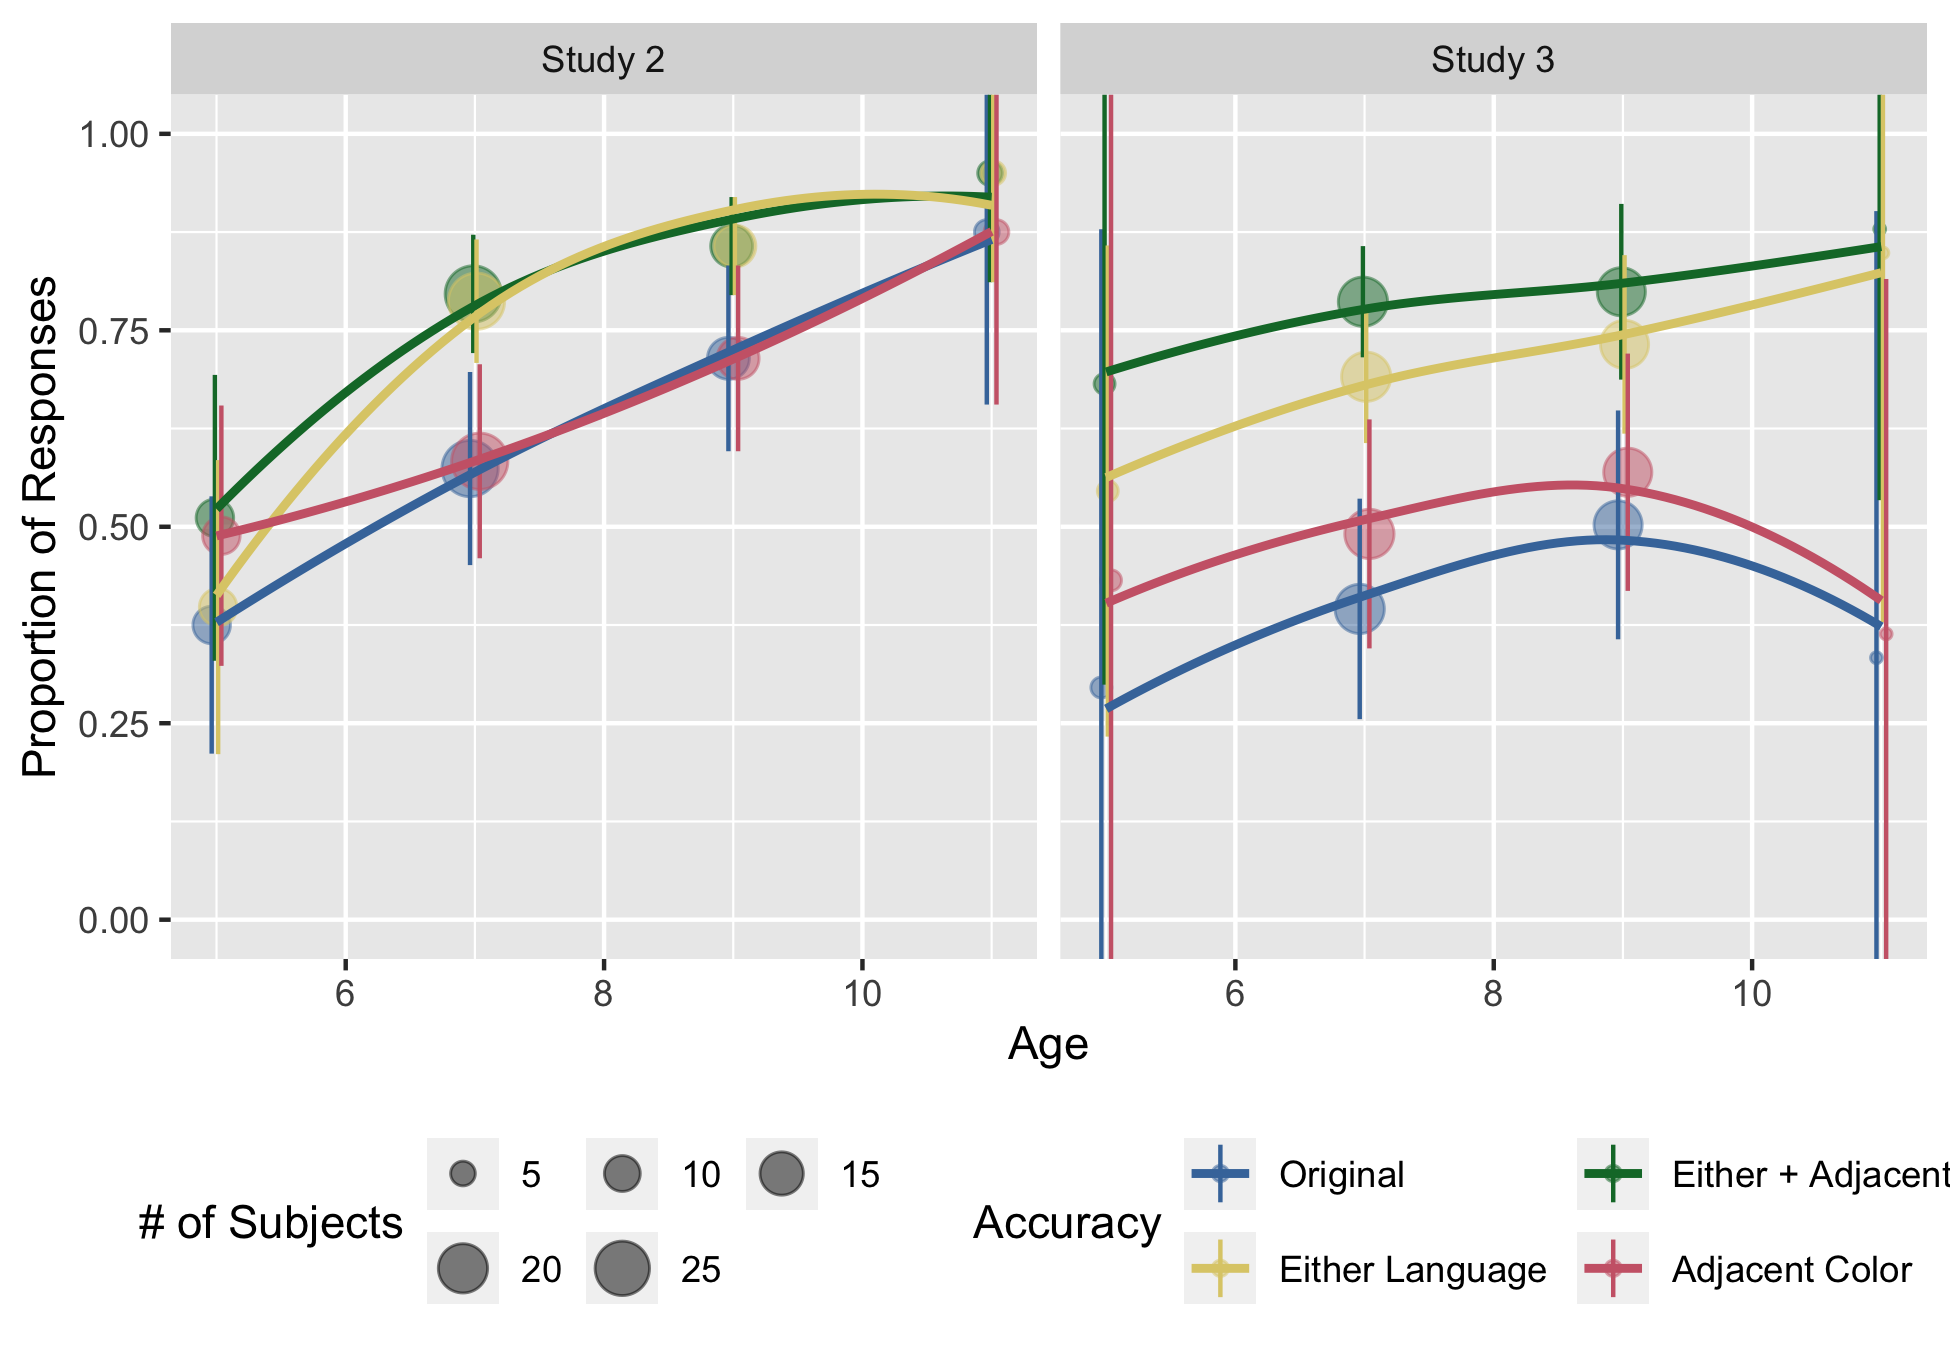 Study 2
Study 3
Proportion of Responses
1.00
0.75
0.50
0.25
0.00
6
8
10
6
8
10
Age
# of Subjects
5
10
15
20
25
Accuracy
Original
Either + Adjacent
Either Language
Adjacent Color